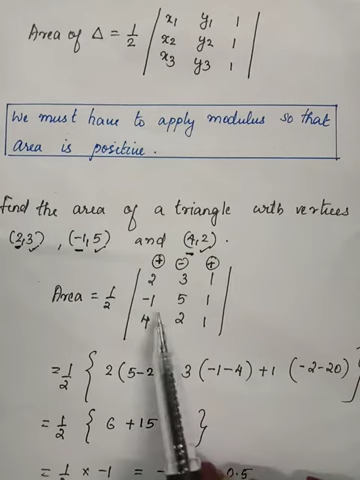 Area of Δ = 1/2 | x1 y1 1 |
| x2 y2 1 |
| x3 y3 1 |
We must have to apply modulus so that
area is positive.
Find the area of a triangle with vertices
(2,3), (-1,5) and (4,2).
+ - +
Area = 1/2 | 2 3 1 |
| -1 5 1 |
| 4 2 1 |
= 1/2 { 2(5-2 3(-1-4) + 1 (-2-20) }
= 1/2 { 6 + 15 }
= 1/2 × -1 = 0.5